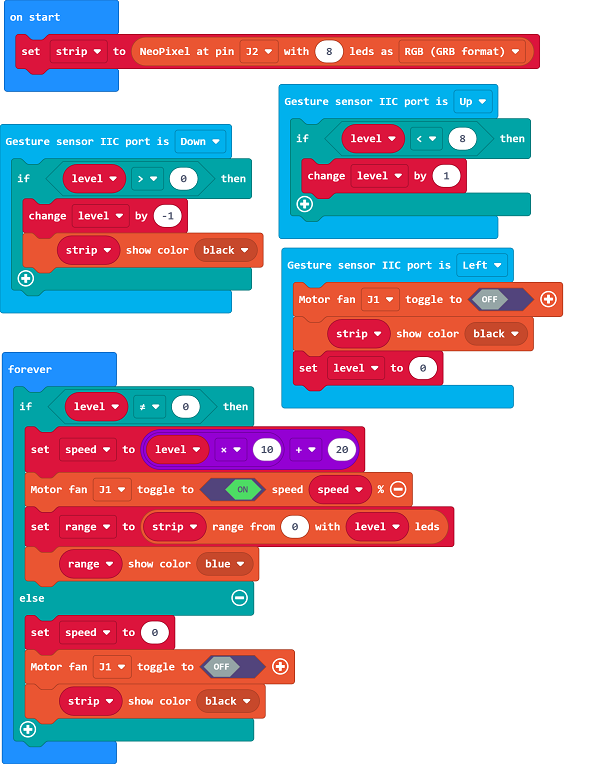 on start
set strip to NeoPixel at pin J2 with 8 leds as RGB (GRB format)
Gesture sensor IIC port is Up
if level < 8 then
change level by 1
Gesture sensor IIC port is Down
if level > 0 then
change level by -1
strip show color black
Gesture sensor IIC port is Left
Motor fan J1 toggle to OFF
strip show color black
set level to 0
forever
if level ≠ 0 then
set speed to level × 10 + 20
Motor fan J1 toggle to ON speed speed %
set range to strip range from 0 with level leds
range show color blue
else
set speed to 0
Motor fan J1 toggle to OFF
strip show color black